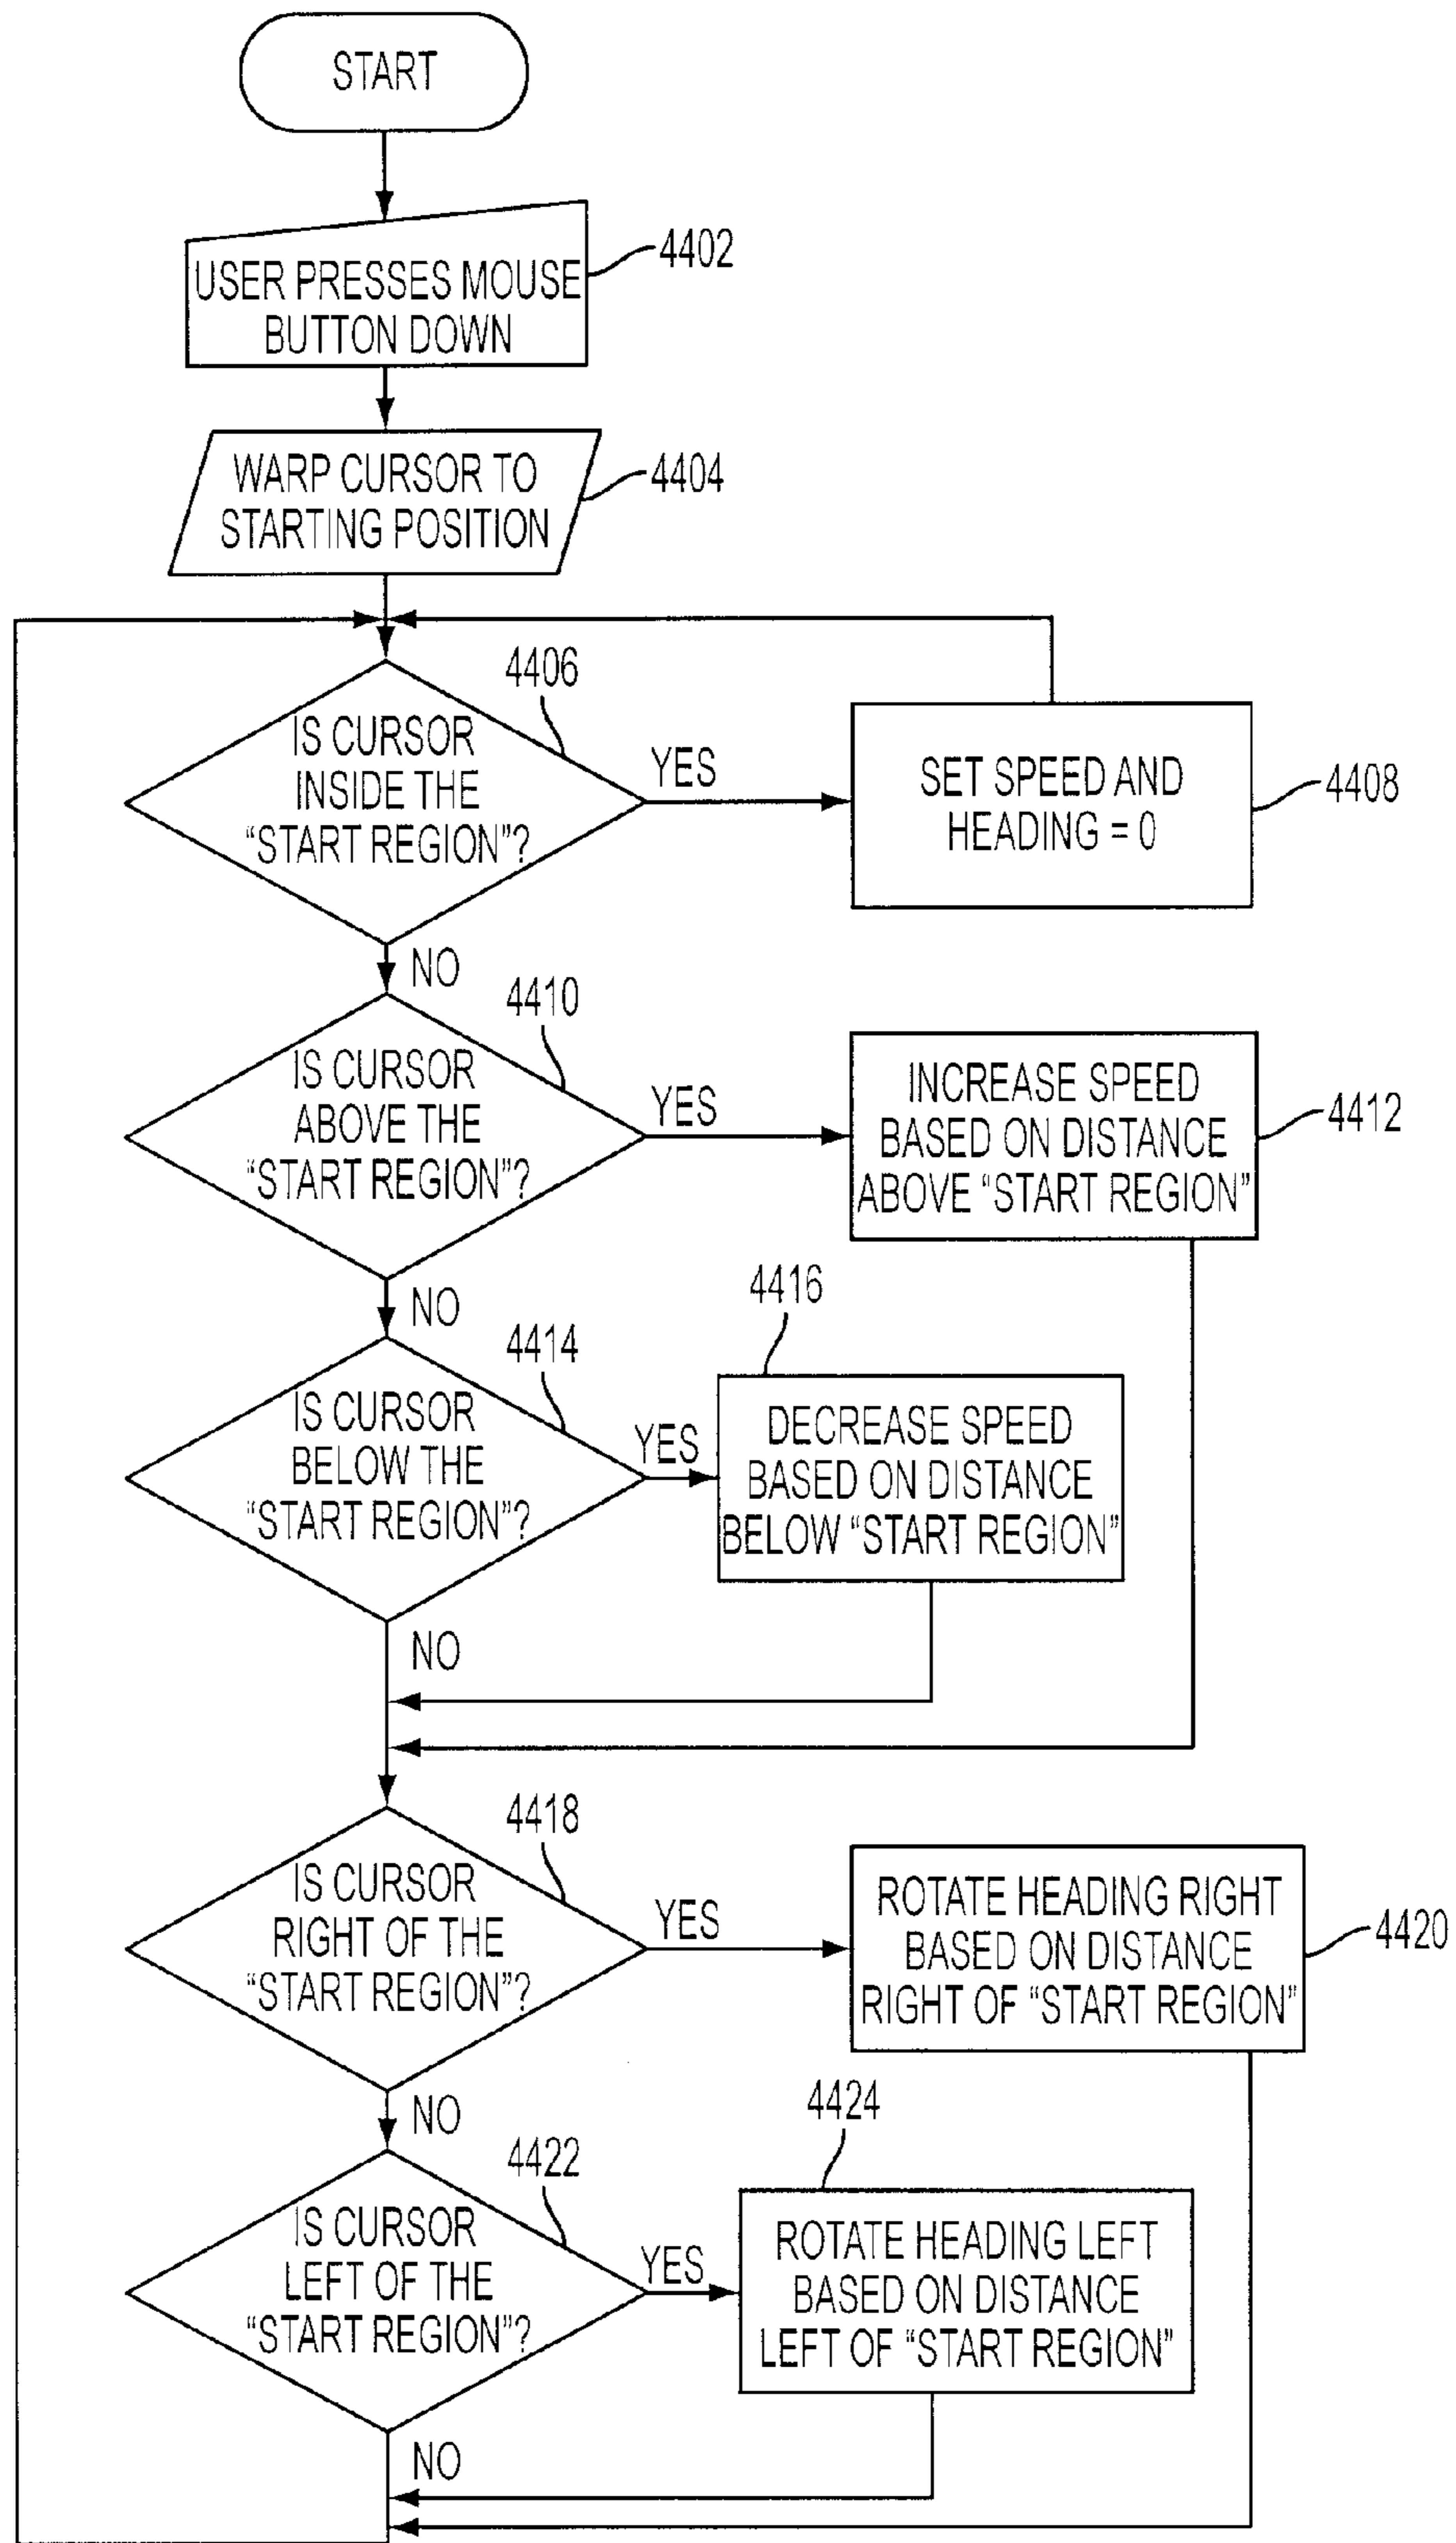 START
USER PRESSES MOUSE
BUTTON DOWN
4402
WARP CURSOR TO
STARTING POSITION
4404
IS CURSOR
INSIDE THE
“START REGION”?
4406
YES
SET SPEED AND
HEADING = 0
4408
NO
IS CURSOR
ABOVE THE
“START REGION”?
4410
YES
INCREASE SPEED
BASED ON DISTANCE
ABOVE “START REGION”
4412
NO
IS CURSOR
BELOW THE
“START REGION”?
4414
YES
4416
DECREASE SPEED
BASED ON DISTANCE
BELOW “START REGION”
NO
IS CURSOR
RIGHT OF THE
“START REGION”?
4418
YES
ROTATE HEADING RIGHT
BASED ON DISTANCE
RIGHT OF “START REGION”
4420
NO
IS CURSOR
LEFT OF THE
“START REGION”?
4422
YES
4424
ROTATE HEADING LEFT
BASED ON DISTANCE
LEFT OF “START REGION”
NO